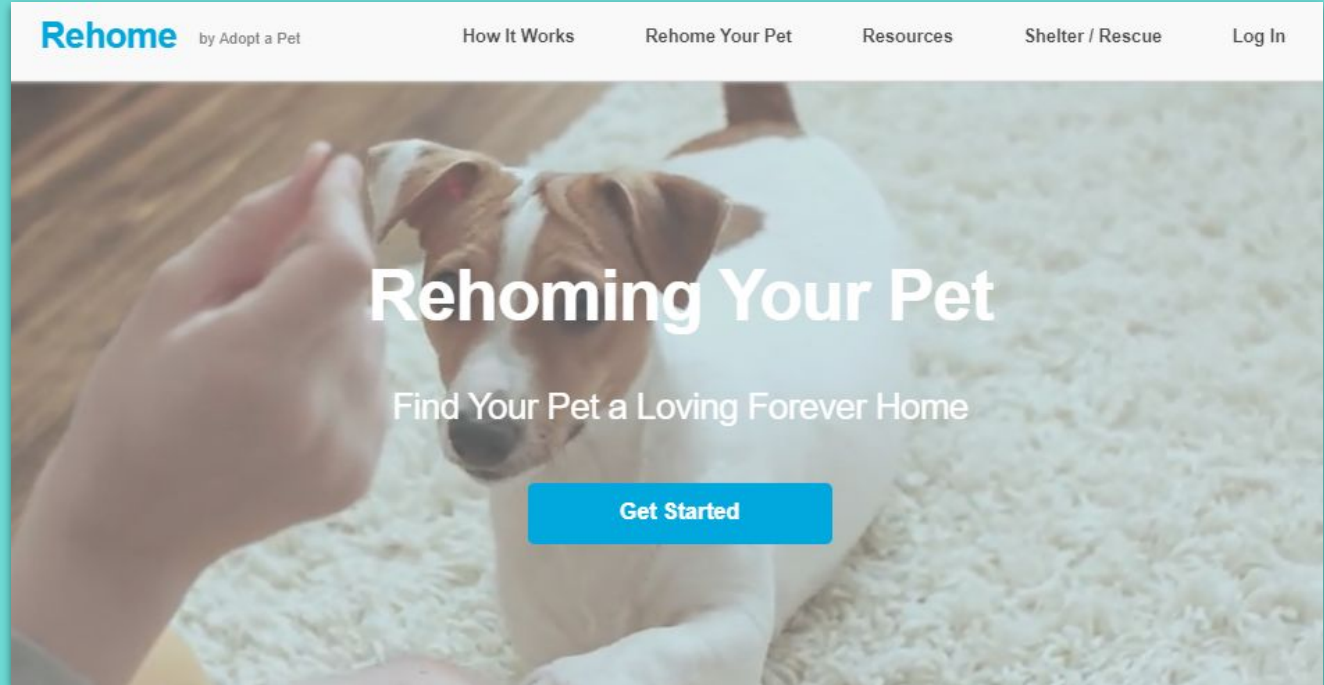 Rehome by Adopt a Pet How It Works Rehome Your Pet Resources Shelter / Rescue Log In
Rehoming Your Pet
Find Your Pet a Loving Forever Home
Get Started